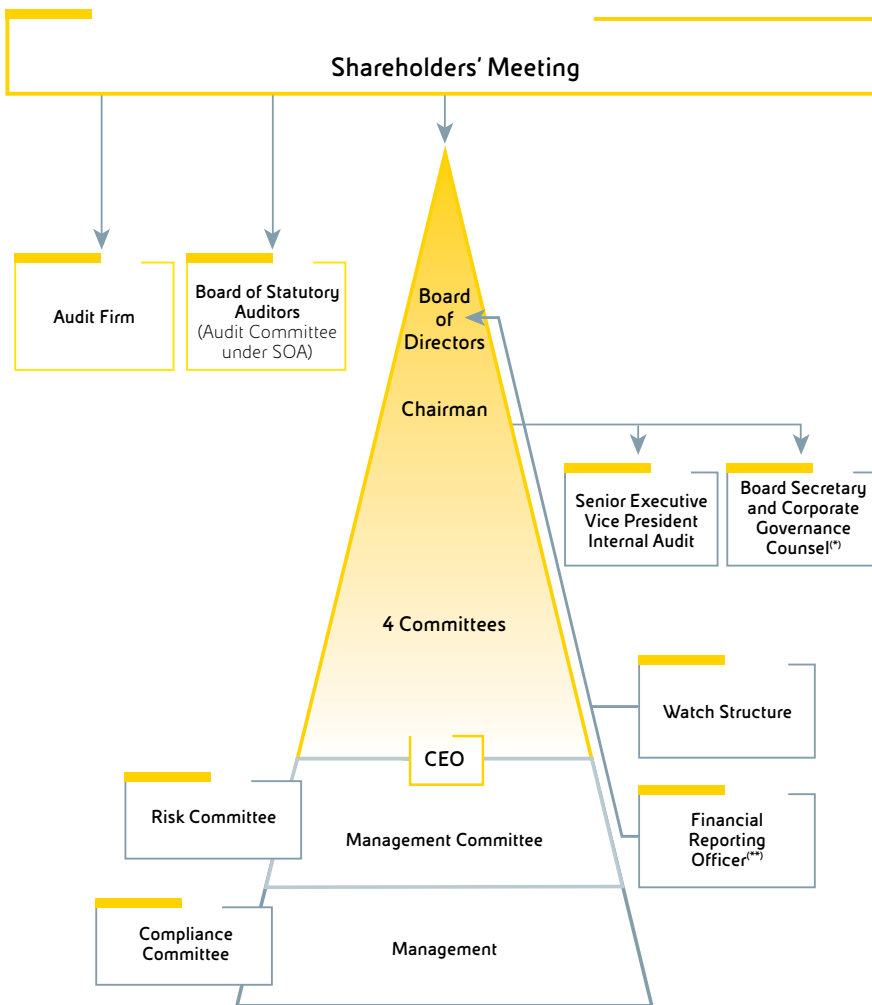 Shareholders' Meeting
Audit Firm
Board of Statutory
Auditors
(Audit Committee
under SOA)
Board
of
Directors
Chairman
Senior Executive
Vice President
Internal Audit
Board Secretary
and Corporate
Governance
Counsel(*)
4 Committees
Watch Structure
CEO
Risk Committee
Management Committee
Financial
Reporting
Officer(**)
Compliance
Committee
Management